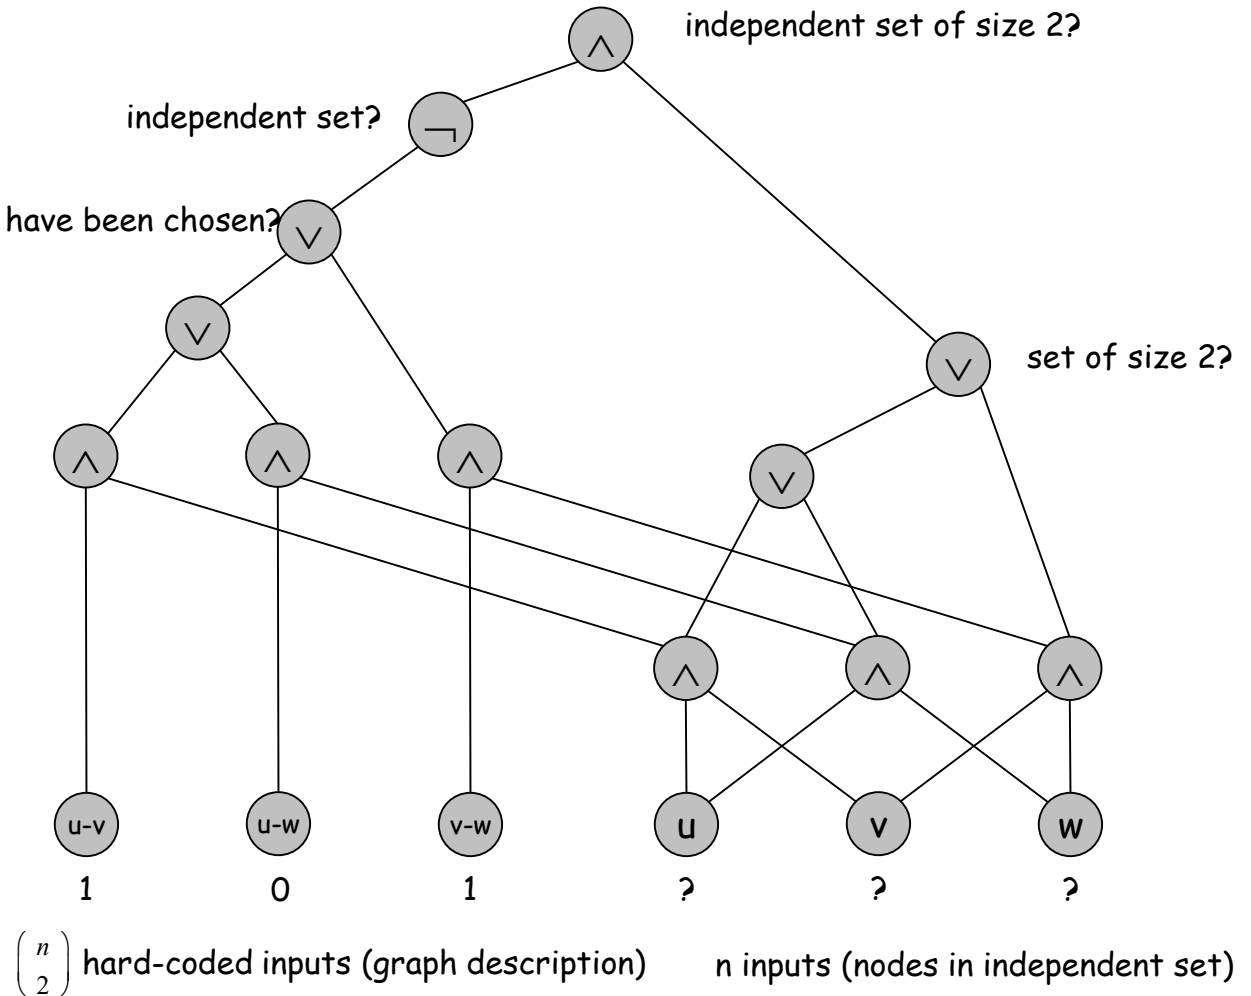 independent set of size 2?
∧
independent set?
¬
have been chosen?
∨
∨
set of size 2?
∨
∧ ∧ ∧
∨
∧ ∧ ∧
u-v u-w v-w u v w
1 0 1 ? ? ?
(n 2) hard-coded inputs (graph description)
n inputs (nodes in independent set)